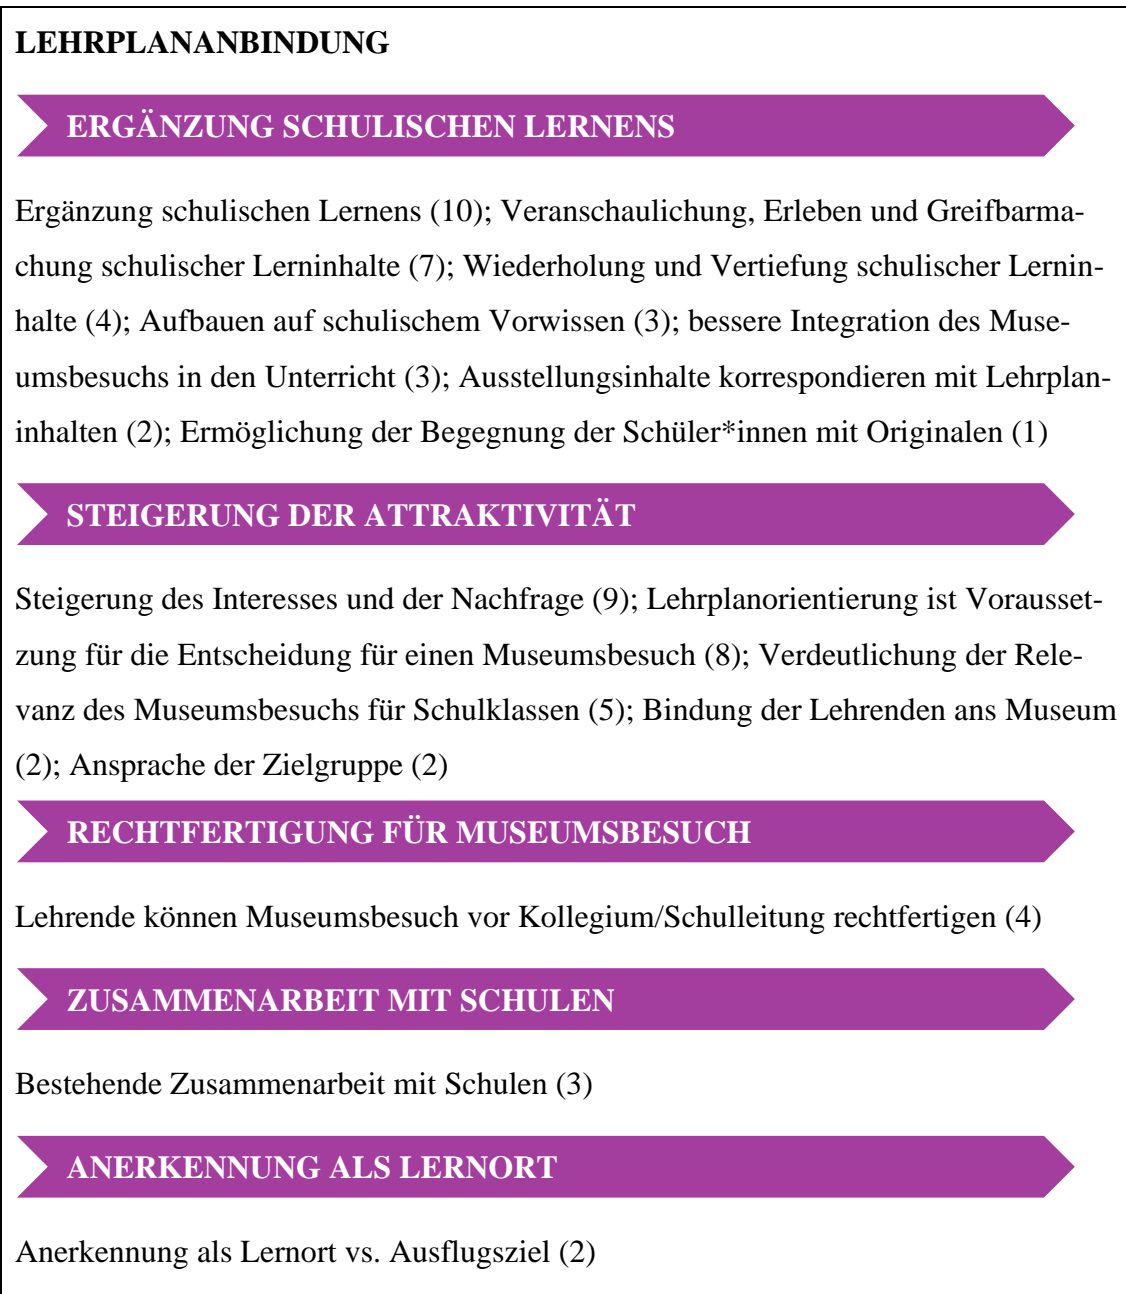 LEHRPLANANBINDUNG
ERGÄNZUNG SCHULISCHEN LERNENS
Ergänzung schulischen Lernens (10); Veranschaulichung, Erleben und Greifbarma-
chung schulischer Lerninhalte (7); Wiederholung und Vertiefung schulischer Lernin-
halte (4); Aufbauen auf schulischem Vorwissen (3); bessere Integration des Muse-
umsbesuchs in den Unterricht (3); Ausstellungsinhalte korrespondieren mit Lehrplan-
inhalten (2); Ermöglichung der Begegnung der Schüler*innen mit Originalen (1)
STEIGERUNG DER ATTRAKTIVITÄT
Steigerung des Interesses und der Nachfrage (9); Lehrplanorientierung ist Vorausset-
zung für die Entscheidung für einen Museumsbesuch (8); Verdeutlichung der Rele-
vanz des Museumsbesuchs für Schulklassen (5); Bindung der Lehrenden ans Museum
(2); Ansprache der Zielgruppe (2)
RECHTFERTIGUNG FÜR MUSEUMSBESUCH
Lehrende können Museumsbesuch vor Kollegium/Schulleitung rechtfertigen (4)
ZUSAMMENARBEIT MIT SCHULEN
Bestehende Zusammenarbeit mit Schulen (3)
ANERKENNUNG ALS LERNORT
Anerkennung als Lernort vs. Ausflugsziel (2)